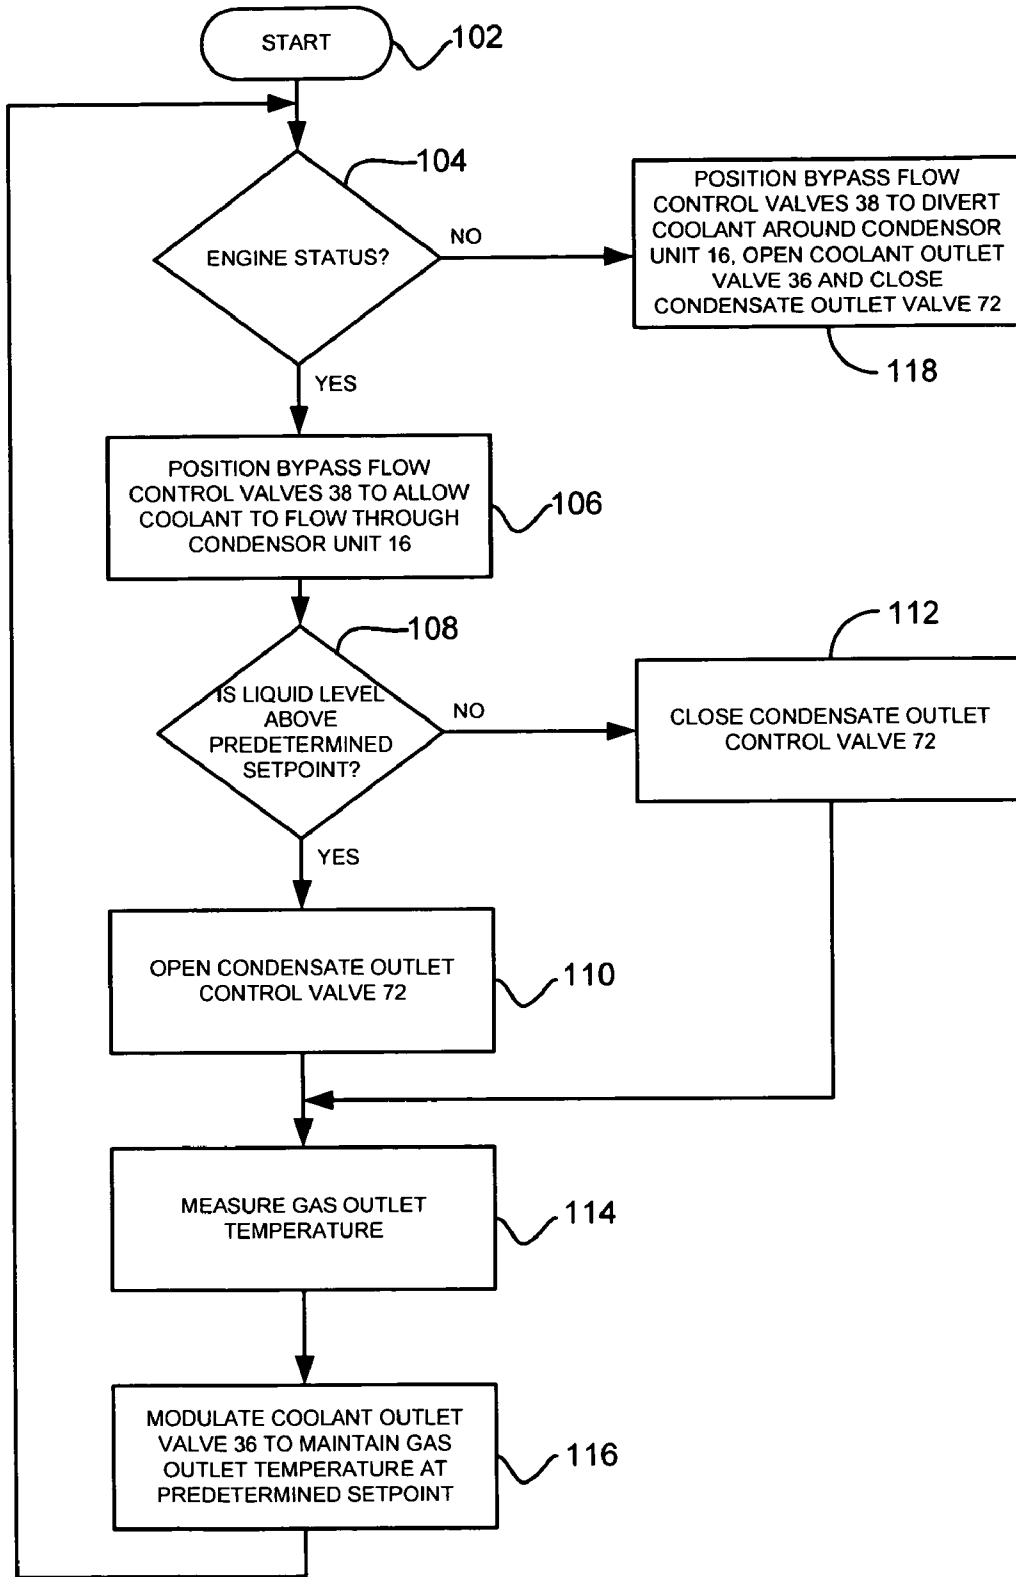 START
102
104
ENGINE STATUS?
NO
POSITION BYPASS FLOW
CONTROL VALVES 38 TO DIVERT
COOLANT AROUND CONDENSOR
UNIT 16, OPEN COOLANT OUTLET
VALVE 36 AND CLOSE
CONDENSATE OUTLET VALVE 72
118
YES
POSITION BYPASS FLOW
CONTROL VALVES 38 TO ALLOW
COOLANT TO FLOW THROUGH
CONDENSOR UNIT 16
106
108
IS LIQUID LEVEL
ABOVE
PREDETERMINED
SETPOINT?
NO
112
CLOSE CONDENSATE OUTLET
CONTROL VALVE 72
YES
OPEN CONDENSATE OUTLET
CONTROL VALVE 72
110
MEASURE GAS OUTLET
TEMPERATURE
114
MODULATE COOLANT OUTLET
VALVE 36 TO MAINTAIN GAS
OUTLET TEMPERATURE AT
PREDETERMINED SETPOINT
116